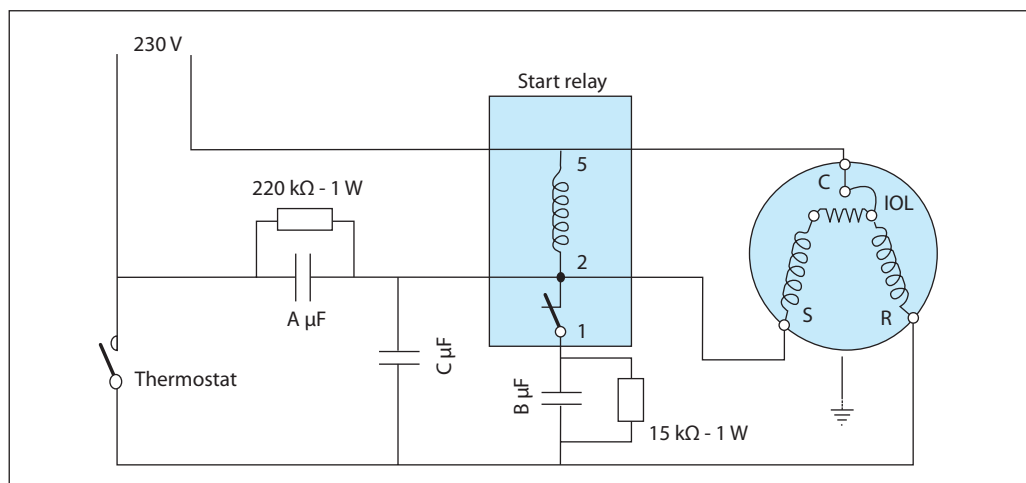 230 V
Start relay
5
C
220 kΩ - 1 W
IOL
2
A µF
S
R
1
C µF
Thermostat
B µF
15 kΩ - 1 W